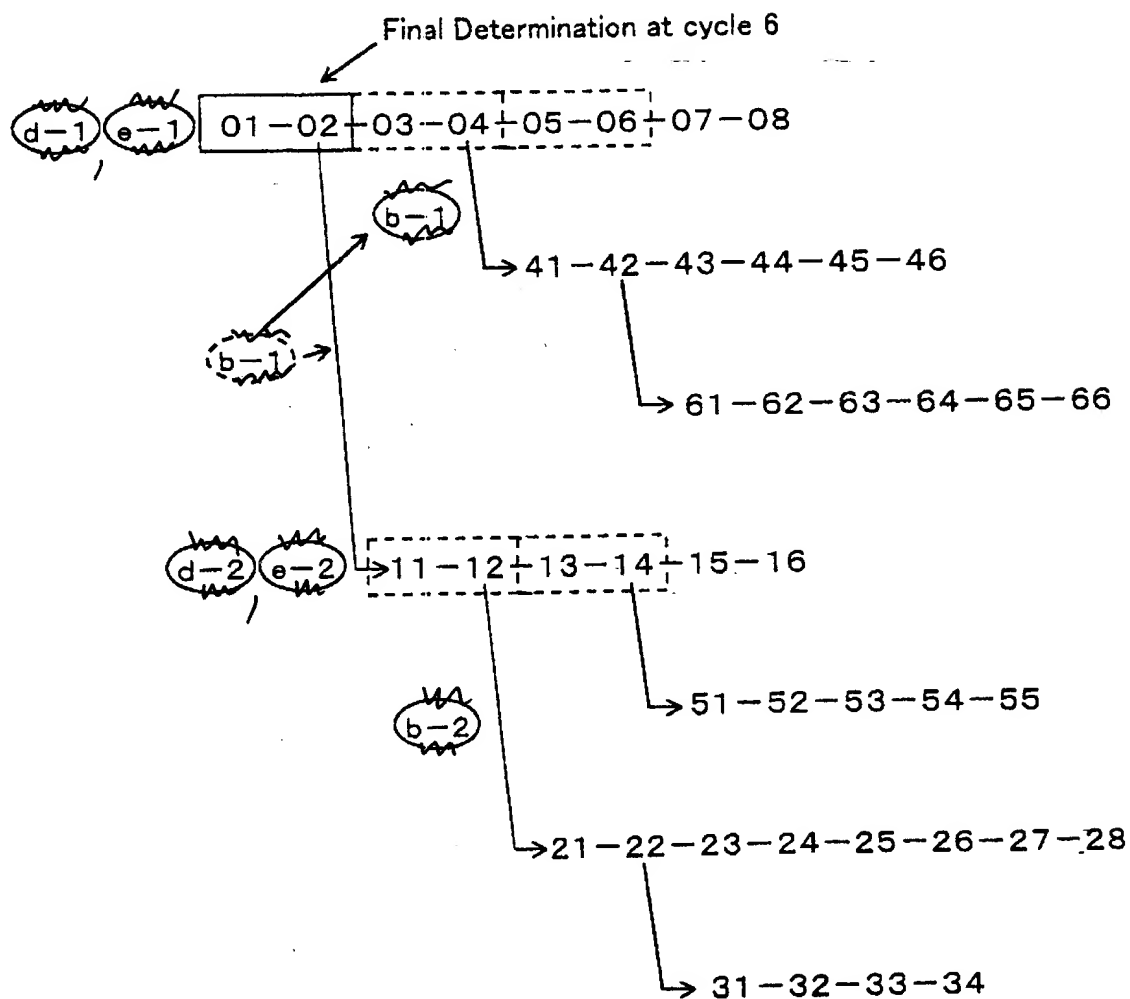 Final Determination at cycle 6
d-1 , e-1 01-02-03-04-05-06-07-08
b-1
41-42-43-44-45-46
b-1
61-62-63-64-65-66
d-2 , e-2 11-12-13-14-15-16
51-52-53-54-55
b-2
21-22-23-24-25-26-27-28
31-32-33-34